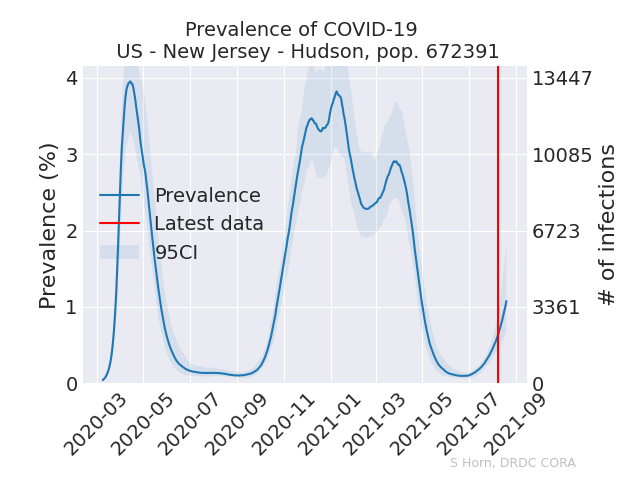 Prevalence of COVID-19
US - New Jersey - Hudson, pop. 672391
Prevalence (%)
4
3
2
1
0
13447
10085
6723
3361
0
# of infections
Prevalence
Latest data
95CI
2020-03
2020-05
2020-07
2020-09
2020-11
2021-01
2021-03
2021-05
2021-07
2021-09
S Horn, DRDC CORA